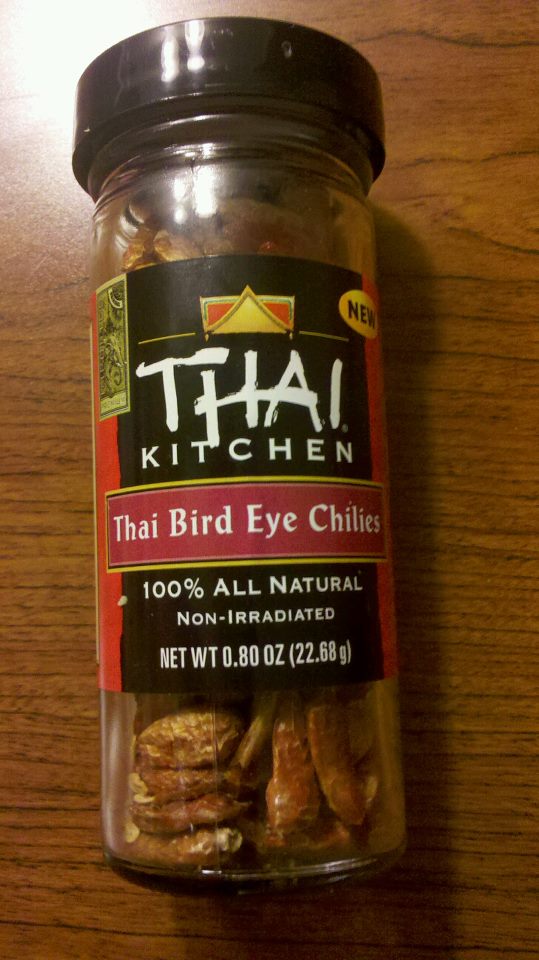 NEW
THAI
KITCHEN
Thai Bird Eye Chilies
100% ALL NATURAL
NON-IRRADIATED
NET WT 0.80 OZ (22.68 g)